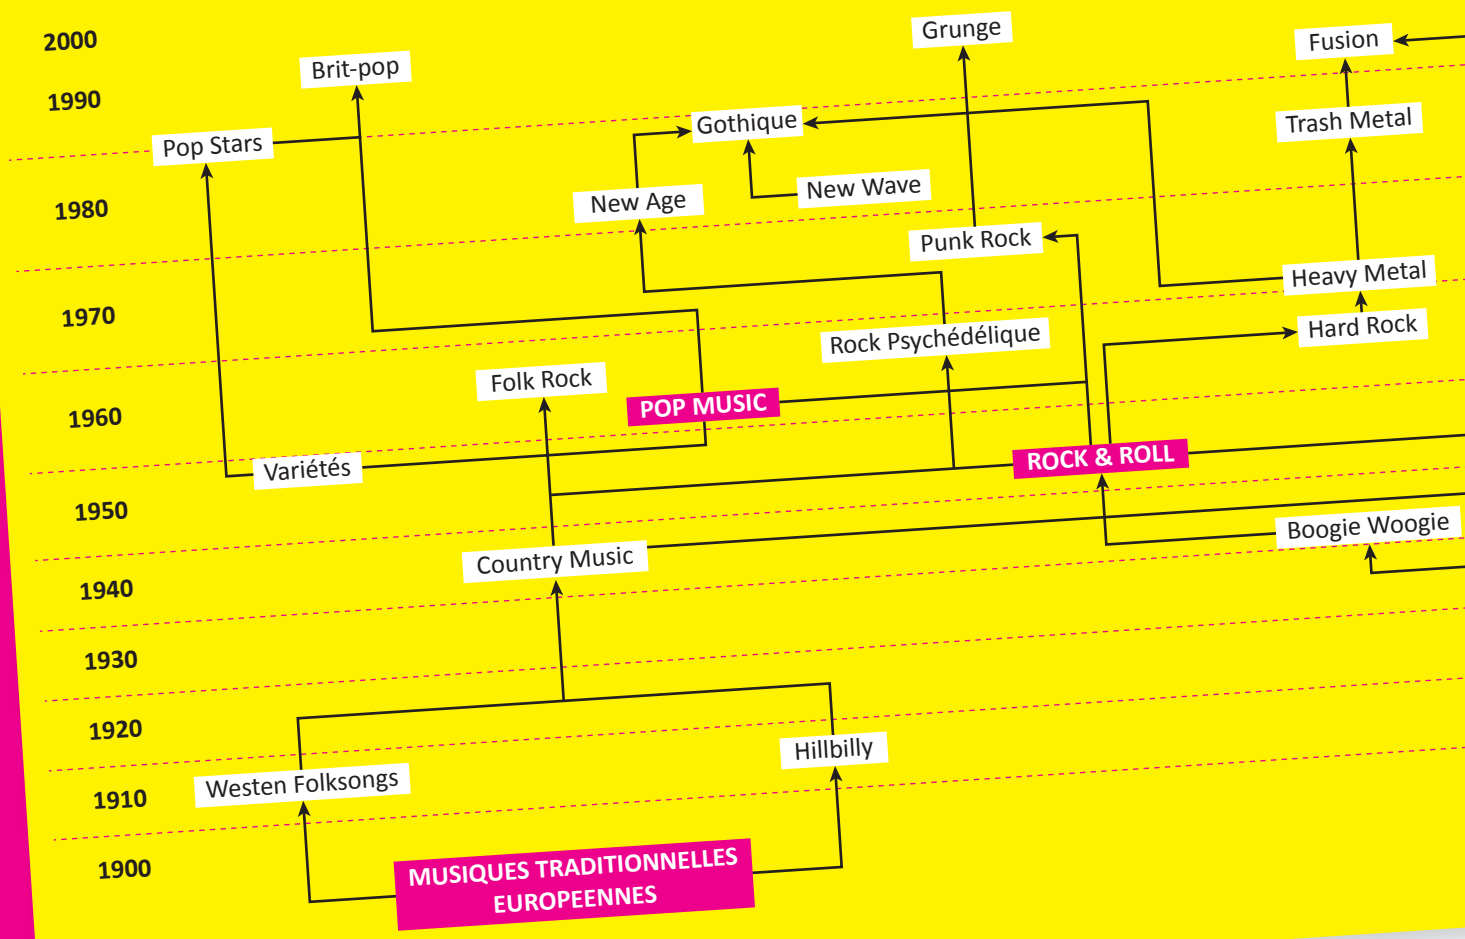 2000
Grunge
Fusion
Brit-pop
1990
Gothique
Trash Metal
Pop Stars
New Wave
New Age
1980
Punk Rock
Heavy Metal
1970
Hard Rock
Rock Psychédélique
Folk Rock
POP MUSIC
1960
ROCK & ROLL
Variétés
1950
Boogie Woogie
Country Music
1940
1930
1920
Hillbilly
Westen Folksongs
1910
1900
MUSIQUES TRADITIONNELLES
EUROPEENNES